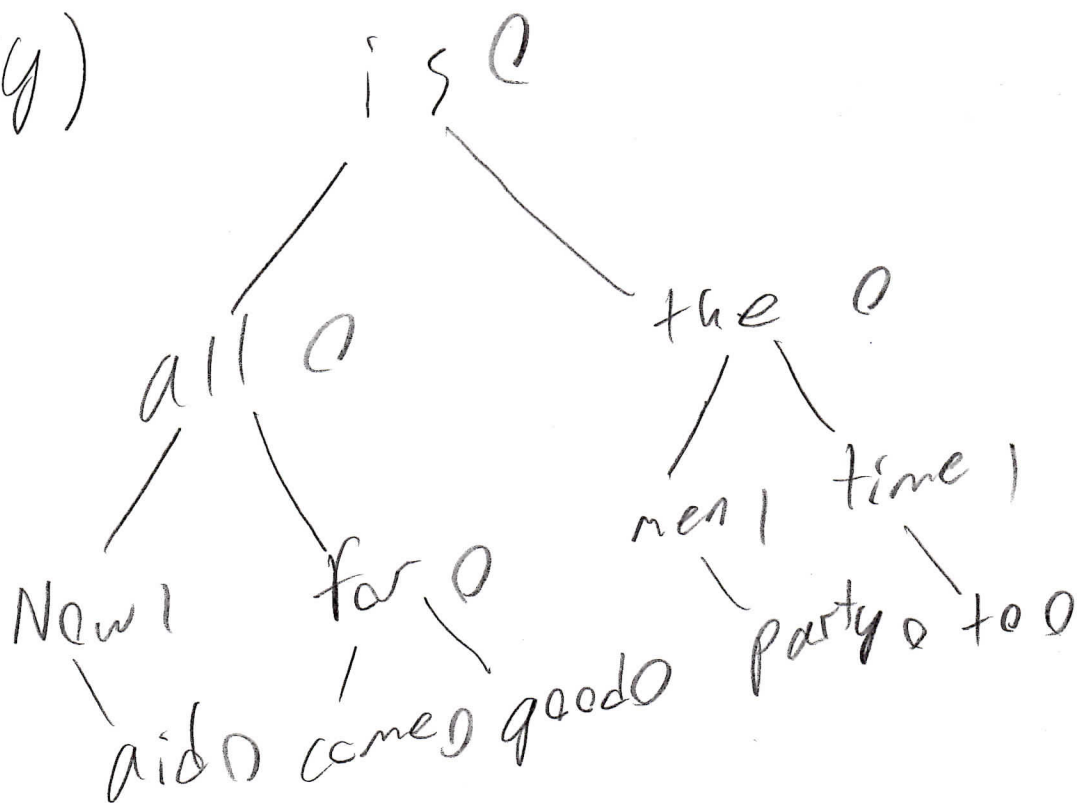 y)
is 0
all 0 the 0
Now 1 for 0 men 1 time 1
aid 0 come 0 good 0 party 0 to 0